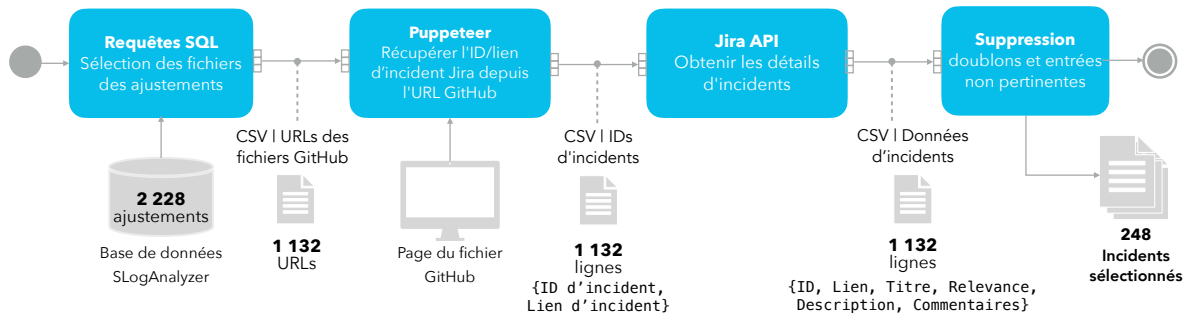 Requêtes SQL
Sélection des fichiers
des ajustements
Puppeteer
Récupérer l'ID/lien
d’incident Jira depuis
l'URL GitHub
Jira API
Obtenir les détails
d'incidents
Suppression
doublons et entrées
non pertinentes
CSV | URLs des
fichiers GitHub
CSV | IDs
d'incidents
CSV | Données
d’incidents
2 228
ajustements
Base de données
SLogAnalyzer
1 132
URLs
Page du fichier
GitHub
1 132
lignes
{ID d’incident,
Lien d’incident}
1 132
lignes
{ID, Lien, Titre, Relevance,
Description, Commentaires}
248
Incidents
sélectionnés